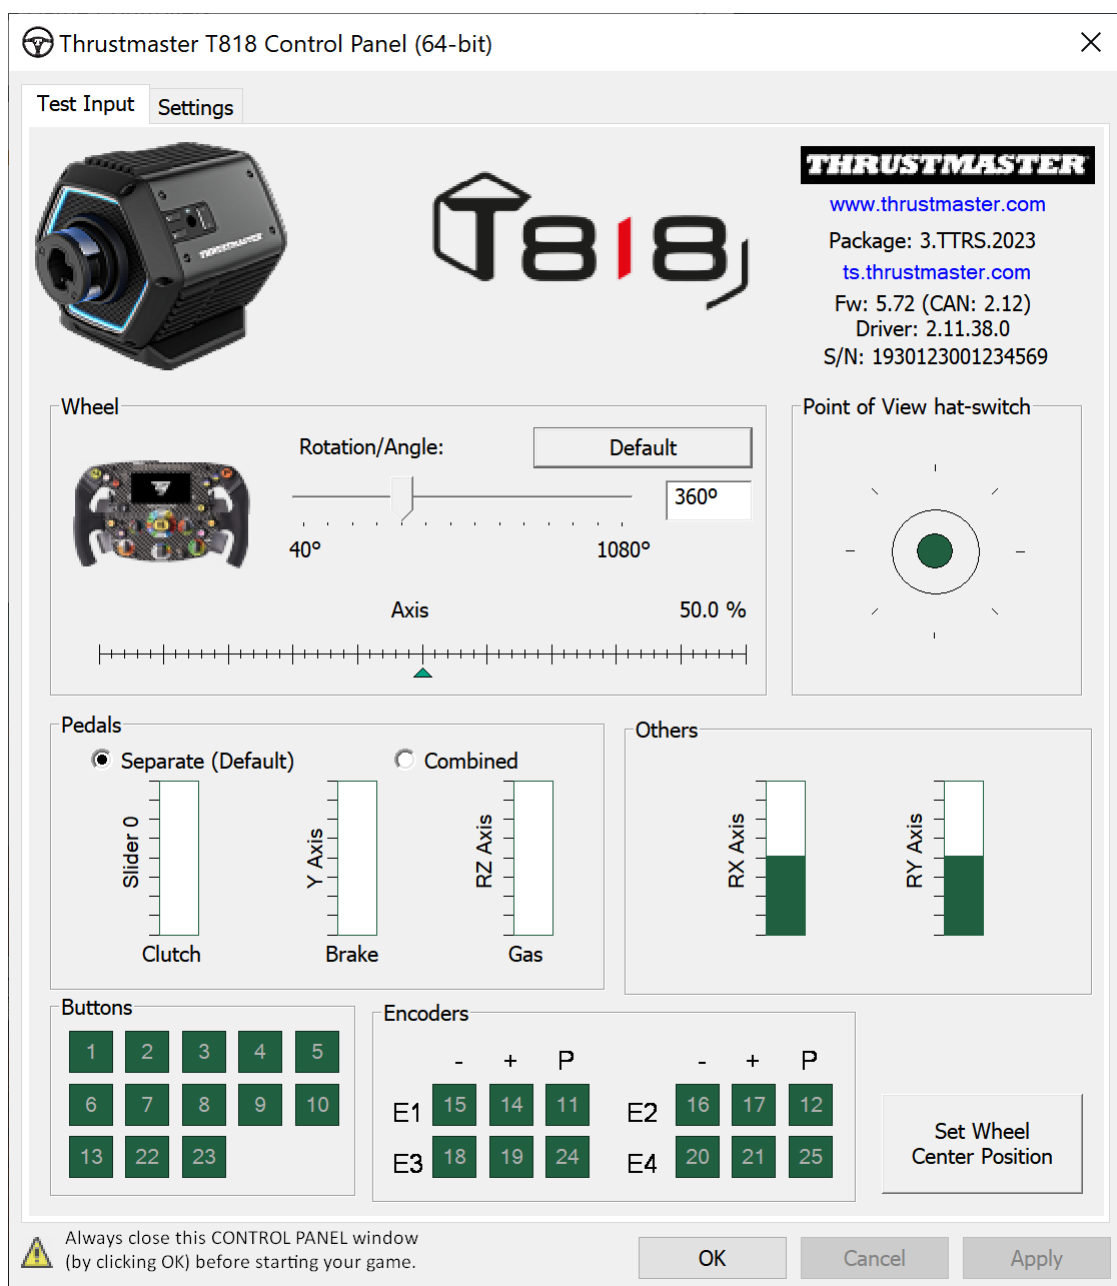 Thrustmaster T818 Control Panel (64-bit)
Test Input
Settings
THRUSTMASTER
T818
THRUSTMASTER
www.thrustmaster.com
Package: 3.TTRS.2023
ts.thrustmaster.com
Fw: 5.72 (CAN: 2.12)
Driver: 2.11.38.0
S/N: 1930123001234569
Wheel
Rotation/Angle:
Default
360º
40º
1080º
Axis
50.0 %
Point of View hat-switch
Pedals
Separate (Default)
Combined
Slider 0
Y Axis
RZ Axis
Clutch
Brake
Gas
Others
RX Axis
RY Axis
Buttons
1 2 3 4 5
6 7 8 9 10
13 22 23
Encoders
- + P - + P
E1 15 14 11 E2 16 17 12
E3 18 19 24 E4 20 21 25
Set Wheel
Center Position
Always close this CONTROL PANEL window
(by clicking OK) before starting your game.
OK
Cancel
Apply